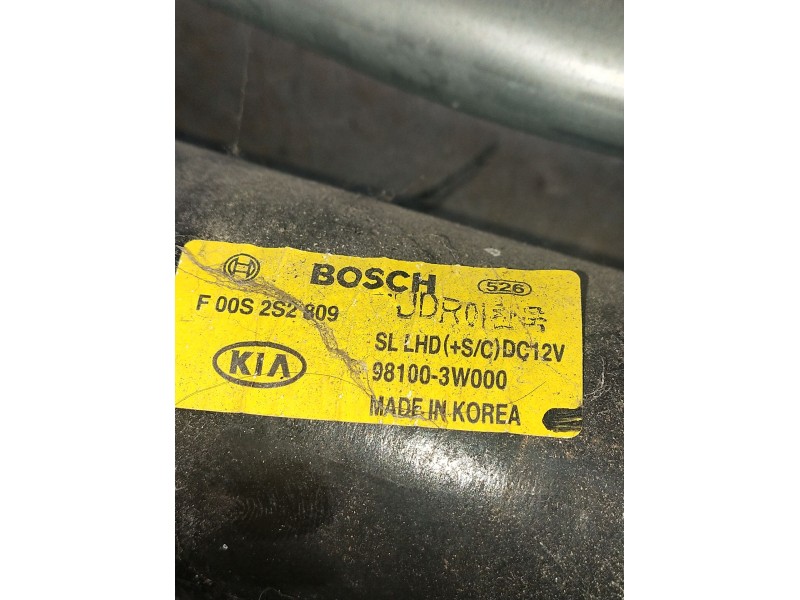 BOSCH 526
F 00S 2S2 809
SL LHD(+S/C)DC12V
KIA 98100-3W000
MADE IN KOREA